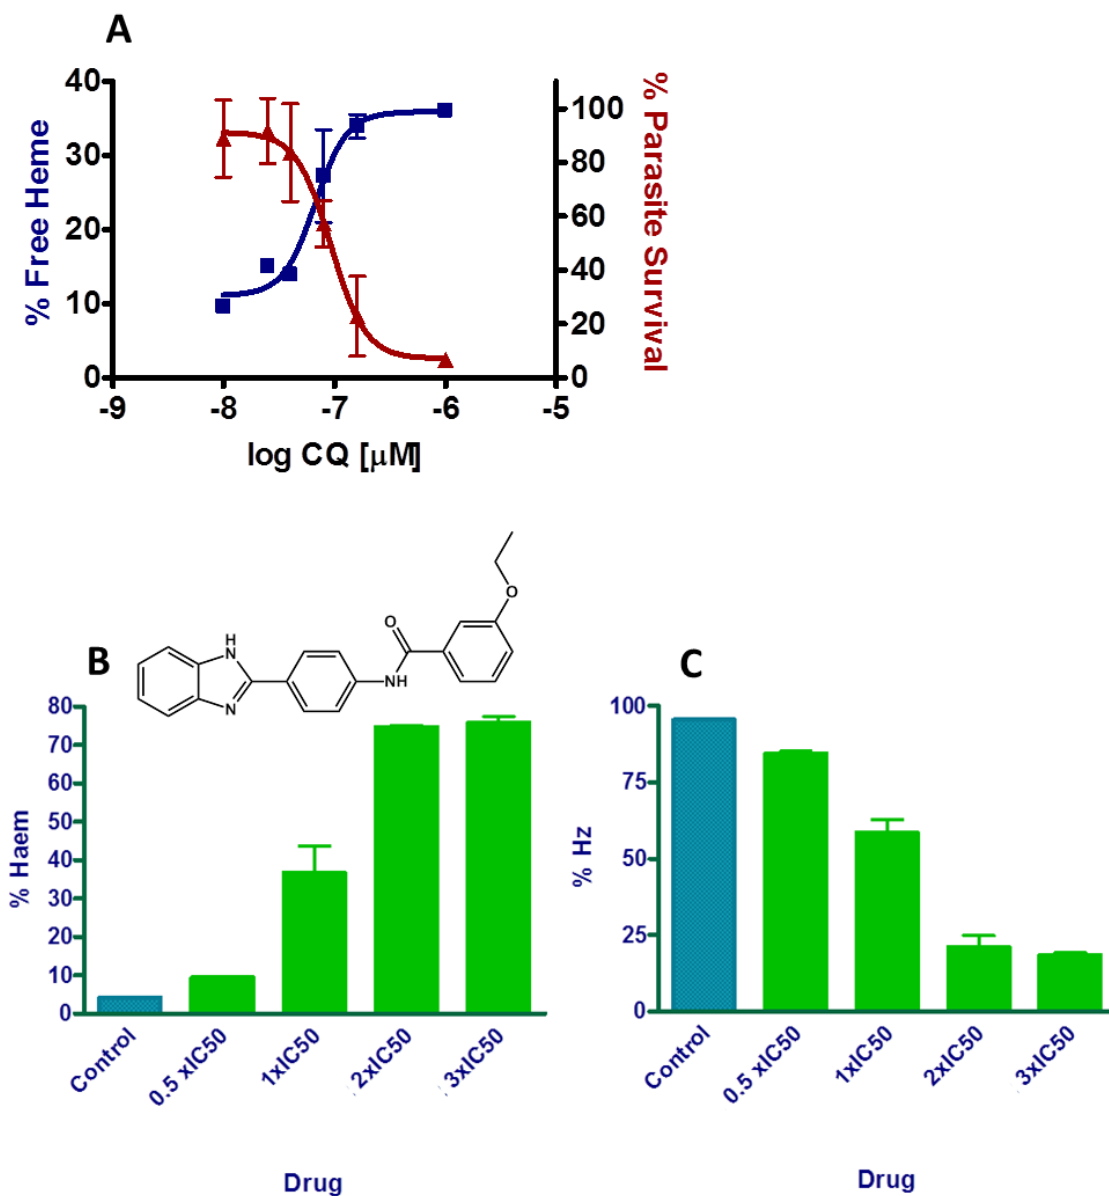 A
% Free Heme
40
30
20
10
0
% Parasite Survival
100
80
60
40
20
0
-9 -8 -7 -6 -5
log CQ [μM]
B
H
N
N
O
NH
O
% Haem
80
70
60
50
40
30
20
10
0
Control 0.5 xIC50 1xIC50 2xIC50 3xIC50
Drug
C
% Hz
100
75
50
25
0
Control 0.5 xIC50 1xIC50 2xIC50 3xIC50
Drug